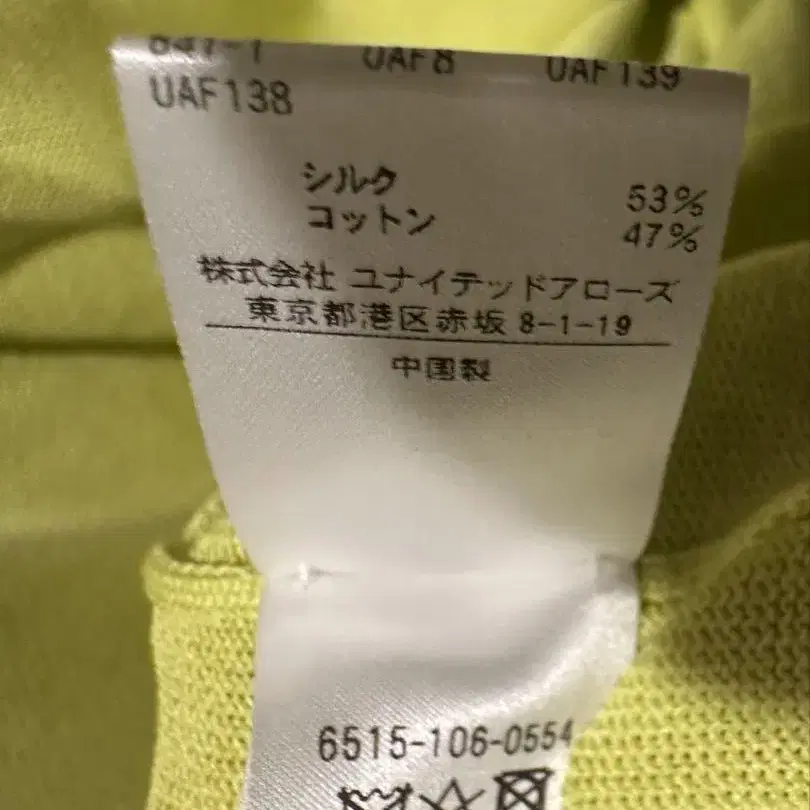 UAF8 UAF139
UAF138
シルク 53%
コットン 47%
株式会社 ユナイテッドアローズ
東京都港区赤坂 8-1-19
中国製
6515-106-0554